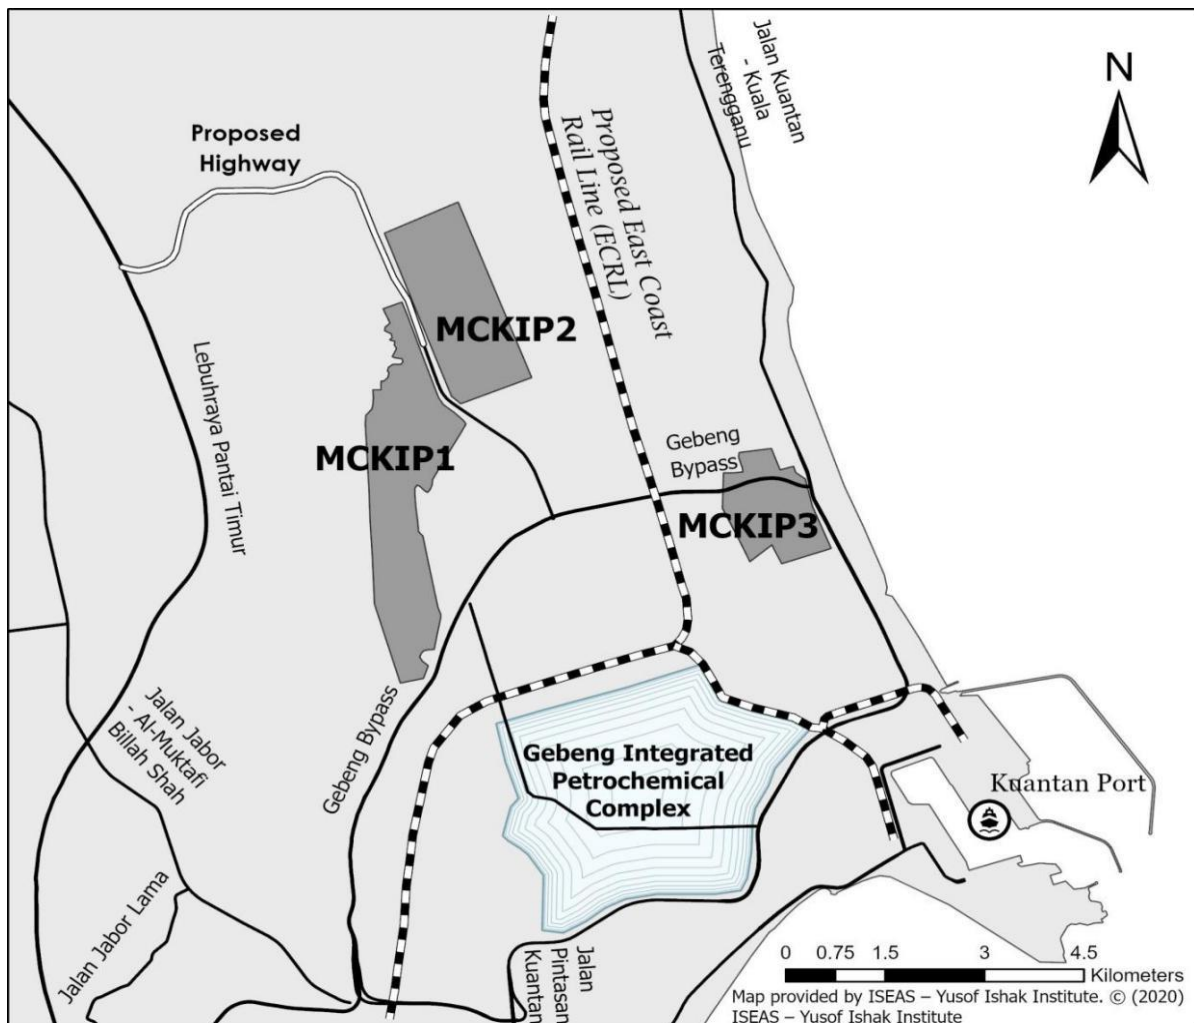 Jalan Kuantan
- Kuala
Terengganu
N
Proposed
Highway
Proposed East Coast
Rail Line (ECRL)
MCKIP2
Lebuhraya Pantai Timur
MCKIP1
Gebeng
Bypass
MCKIP3
Jalan Jabor
- Al-Muktafi
Billah Shah
Gebeng Bypass
Gebeng Integrated
Petrochemical
Complex
Kuantan Port
Jalan Jabor Lama
Jalan
Pintasan
Kuantan
0 0.75 1.5 3 4.5
Kilometers
Map provided by ISEAS – Yusof Ishak Institute. © (2020)
ISEAS – Yusof Ishak Institute